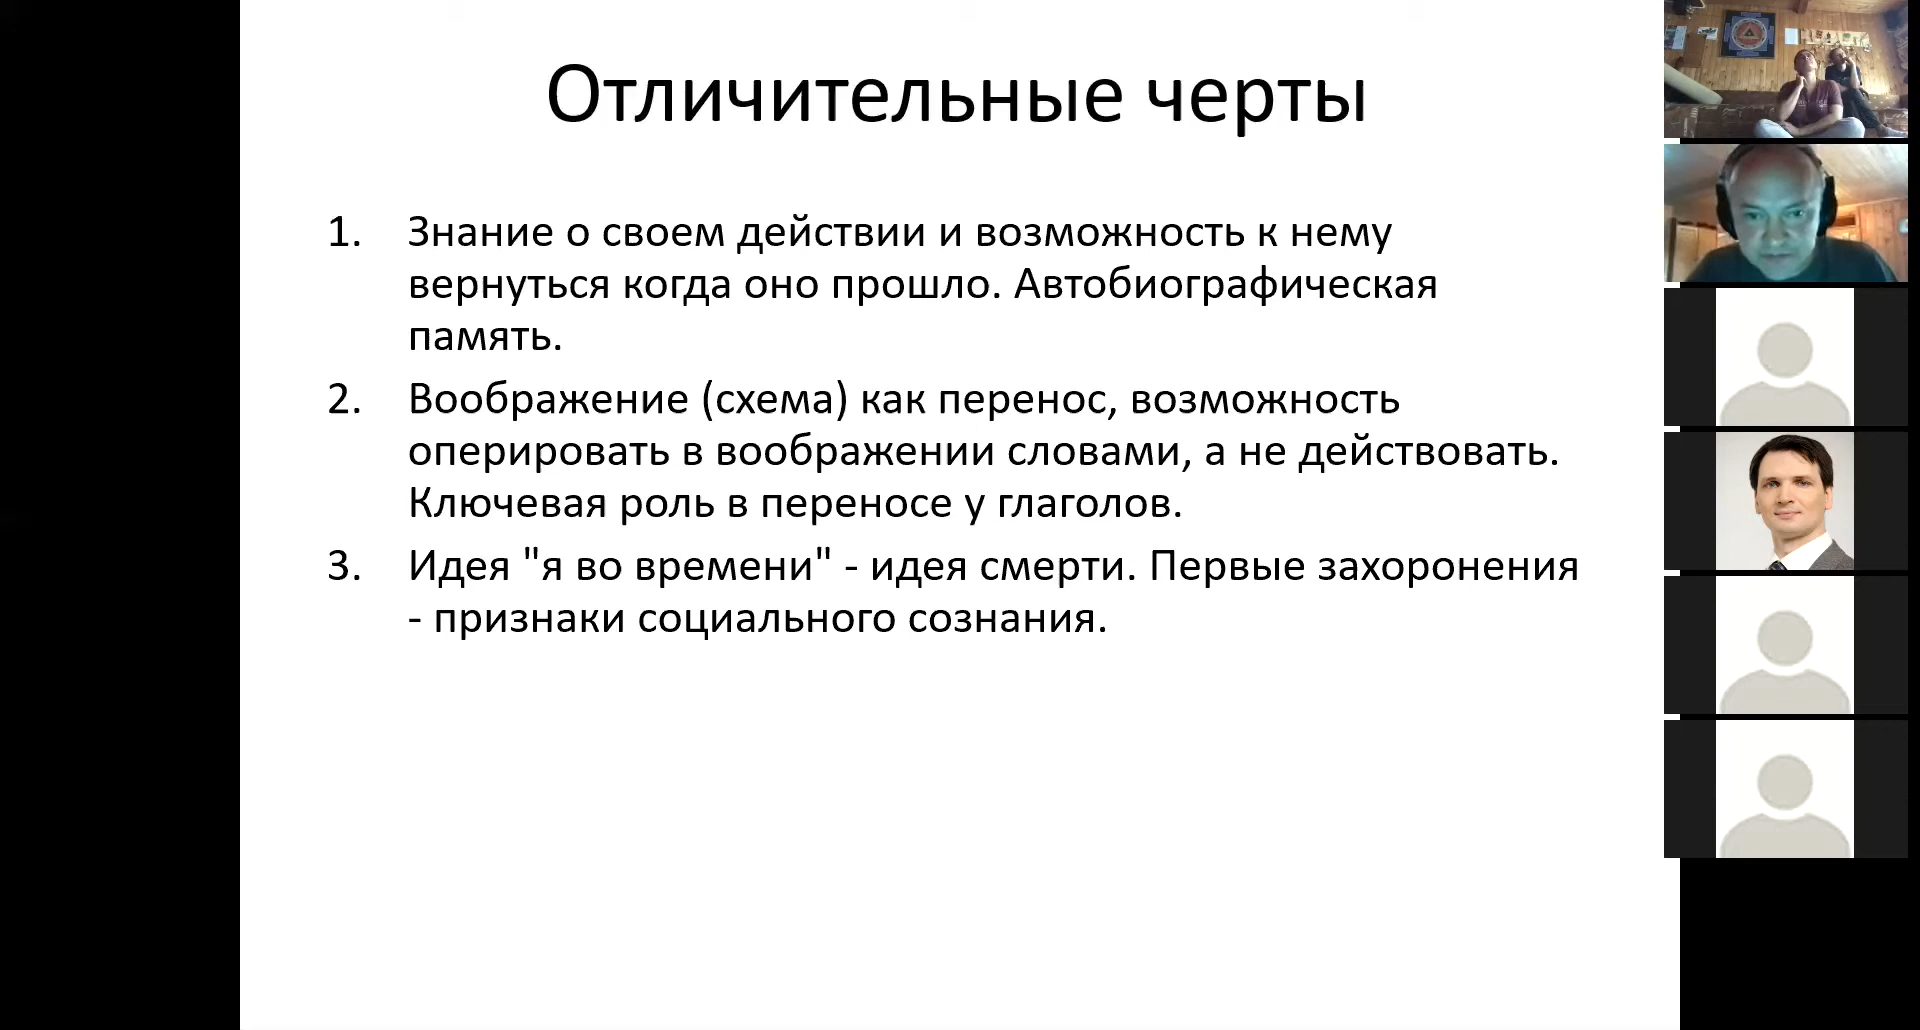 Отличительные черты
1. Знание о своем действии и возможность к нему
вернуться когда оно прошло. Автобиографическая
память.
2. Воображение (схема) как перенос, возможность
оперировать в воображении словами, а не действовать.
Ключевая роль в переносе у глаголов.
3. Идея "я во времени" - идея смерти. Первые захоронения
- признаки социального сознания.